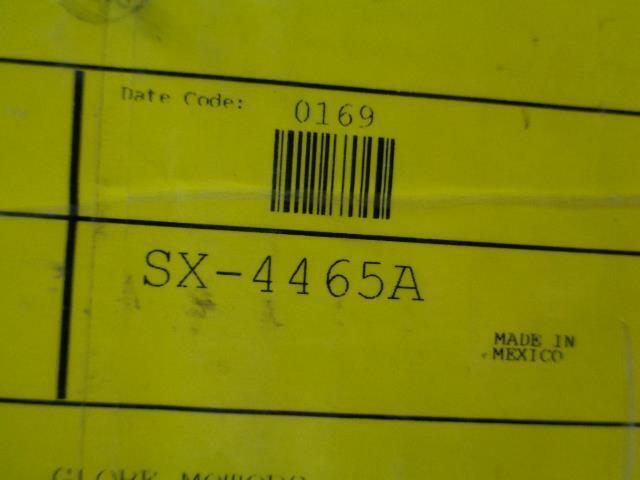 Date Code:
0169
SX-4465A
MADE IN
MEXICO